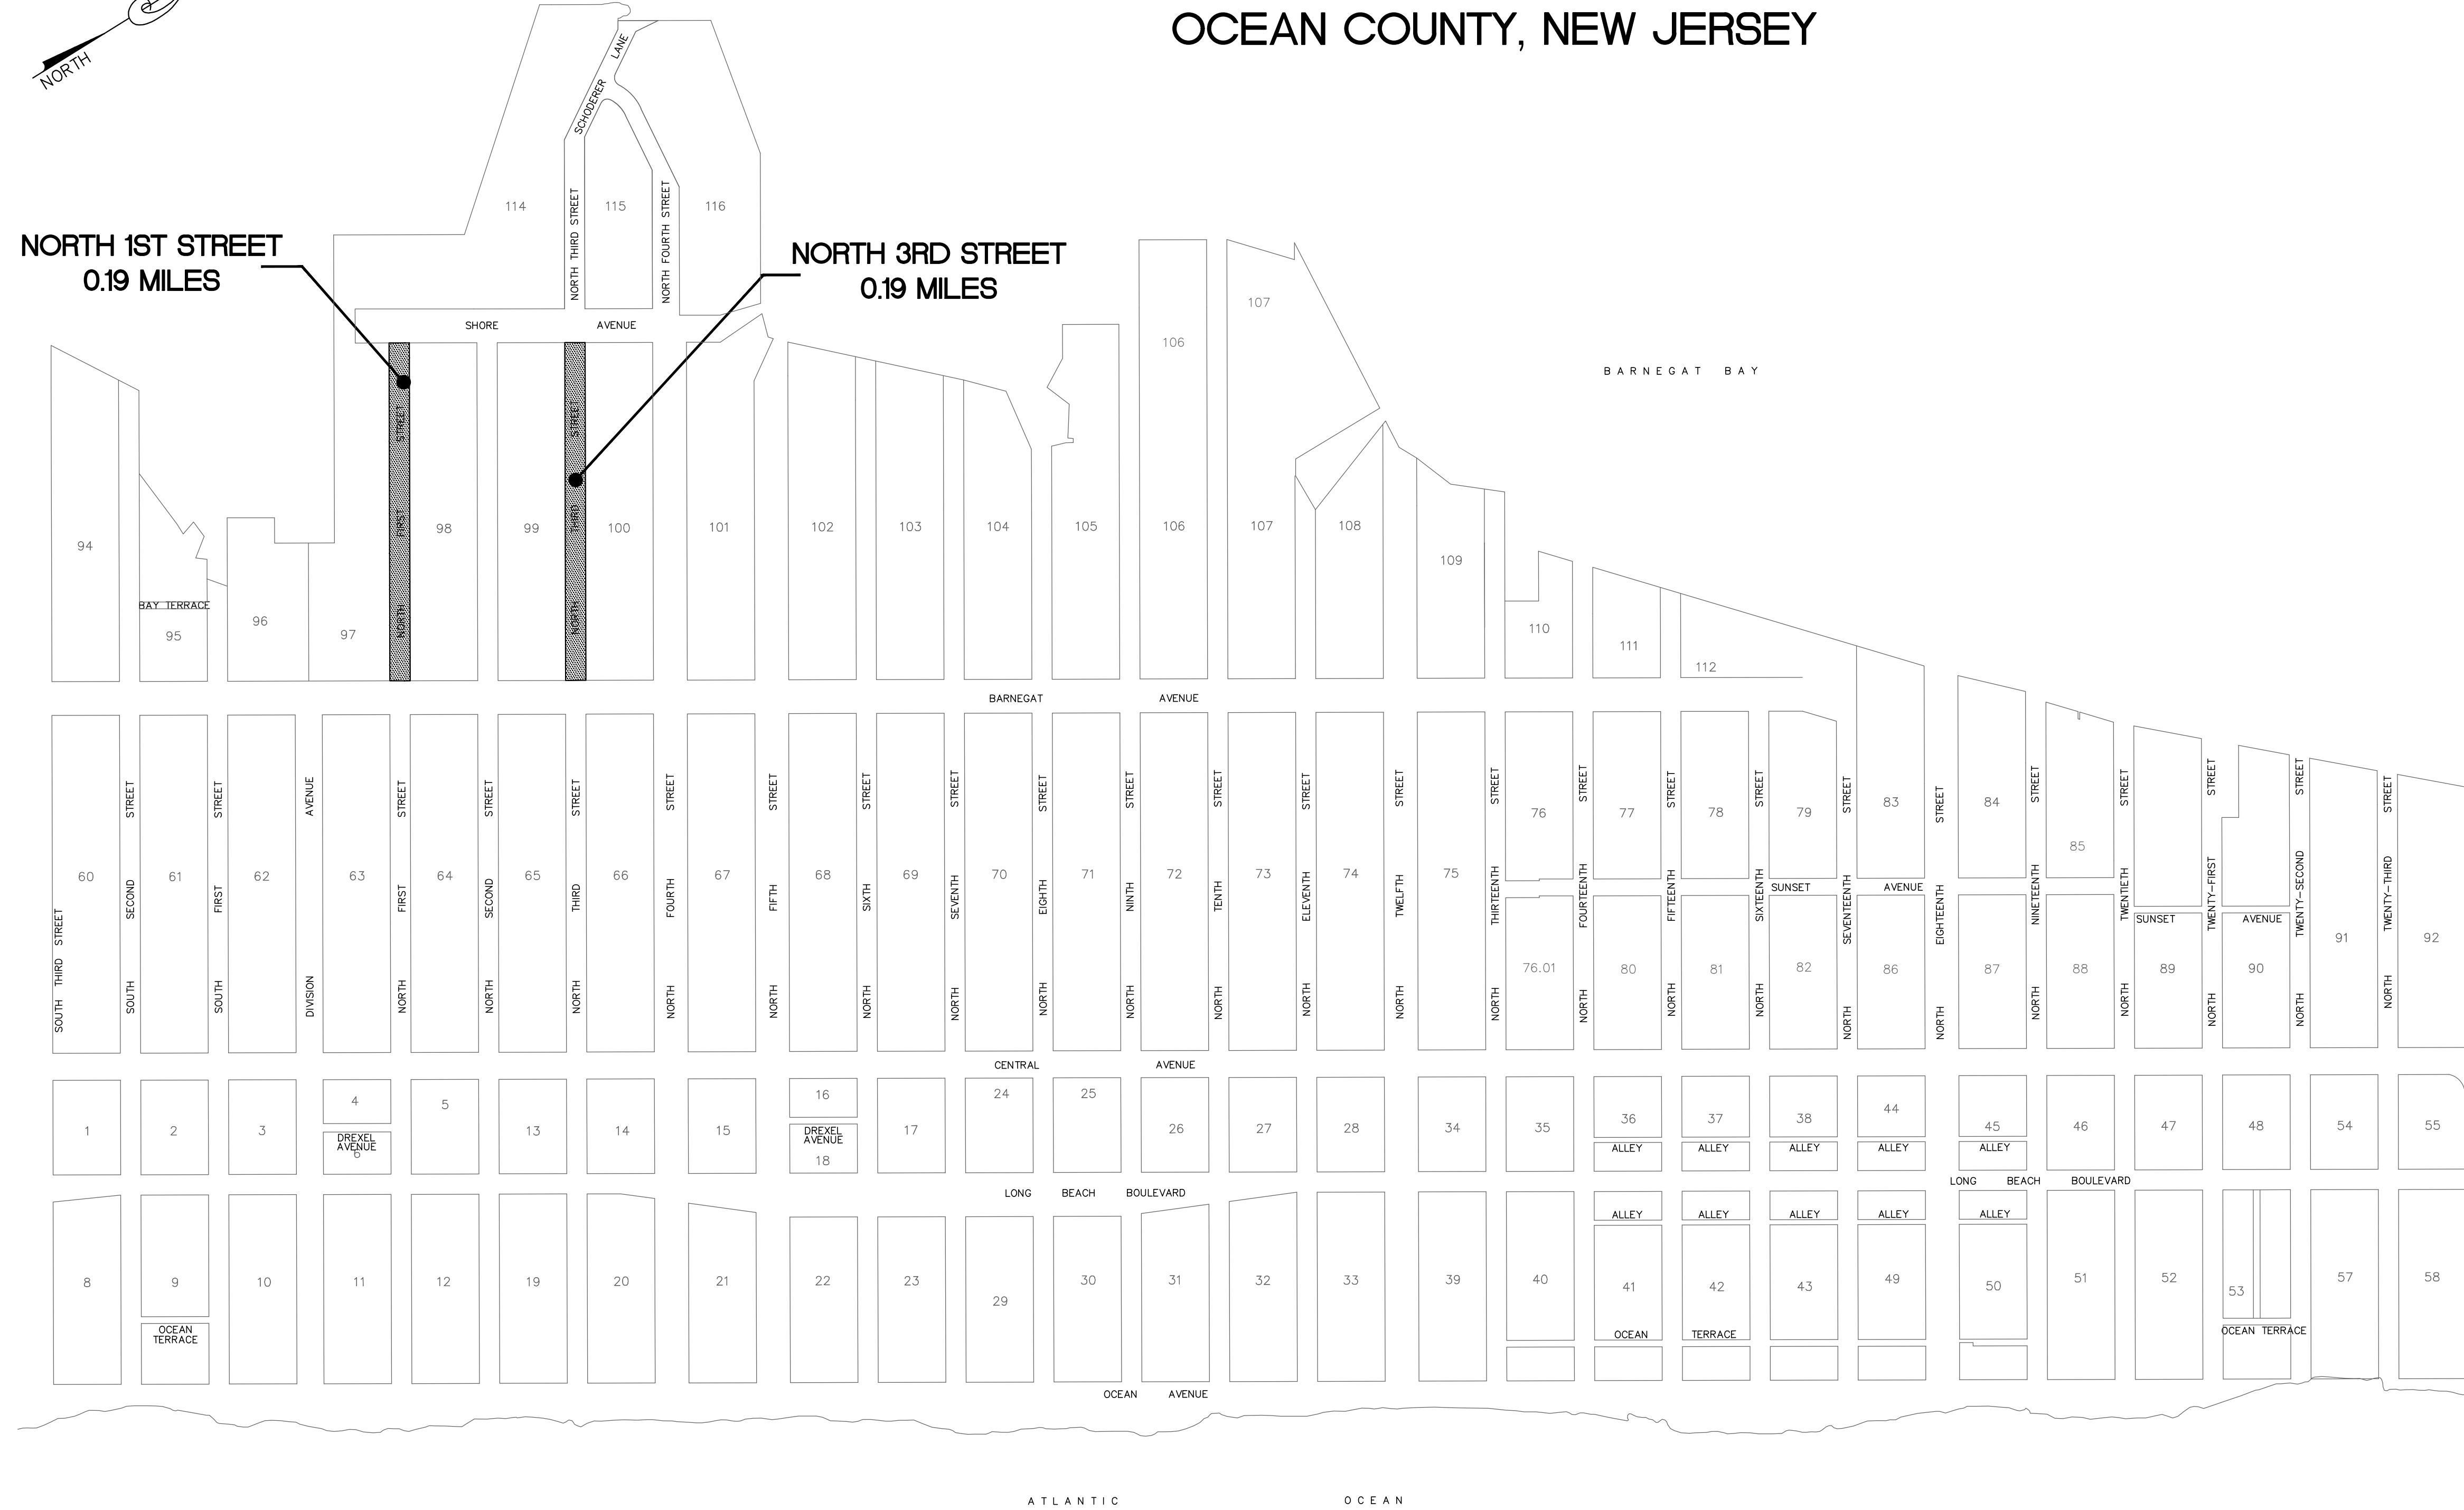 OCEAN COUNTY, NEW JERSEY
NORTH
SCHODERER LANE
114
115
116
NORTH THIRD STREET
NORTH FOURTH STREET
NORTH 1ST STREET
0.19 MILES
NORTH 3RD STREET
0.19 MILES
SHORE AVENUE
107
106
BARNEGAT BAY
94
BAY TERRACE
95
96
97
NORTH FIRST STREET
98
99
NORTH THIRD STREET
100
101
102
103
104
105
106
107
108
109
110
111
112
BARNEGAT AVENUE
SOUTH THIRD STREET
60
SOUTH SECOND STREET
61
SOUTH FIRST STREET
62
DIVISION AVENUE
63
NORTH FIRST STREET
64
NORTH SECOND STREET
65
NORTH THIRD STREET
66
NORTH FOURTH STREET
67
NORTH FIFTH STREET
68
NORTH SIXTH STREET
69
NORTH SEVENTH STREET
70
NORTH EIGHTH STREET
71
NORTH NINTH STREET
72
NORTH TENTH STREET
73
NORTH ELEVENTH STREET
74
NORTH TWELFTH STREET
75
NORTH THIRTEENTH STREET
76
NORTH FOURTEENTH STREET
77
NORTH FIFTEENTH STREET
78
NORTH SIXTEENTH STREET
79
NORTH SEVENTEENTH STREET
83
NORTH EIGHTEENTH STREET
84
NORTH NINETEENTH STREET
85
NORTH TWENTIETH STREET
NORTH TWENTY-FIRST STREET
NORTH TWENTY-SECOND STREET
91
NORTH TWENTY-THIRD STREET
92
SUNSET AVENUE
SUNSET AVENUE
76.01
80
81
82
86
87
88
89
90
CENTRAL AVENUE
1
2
3
4
DREXEL
AVENUE
6
5
13
14
15
16
DREXEL
AVENUE
18
17
24
25
26
27
28
34
35
36
37
38
44
45
46
47
48
54
55
ALLEY
ALLEY
ALLEY
ALLEY
ALLEY
LONG BEACH BOULEVARD
LONG BEACH BOULEVARD
ALLEY
ALLEY
ALLEY
ALLEY
ALLEY
8
9
10
11
12
19
20
21
22
23
29
30
31
32
33
39
40
41
42
43
49
50
51
52
53
57
58
OCEAN
TERRACE
OCEAN TERRACE
OCEAN TERRACE
OCEAN AVENUE
ATLANTIC OCEAN